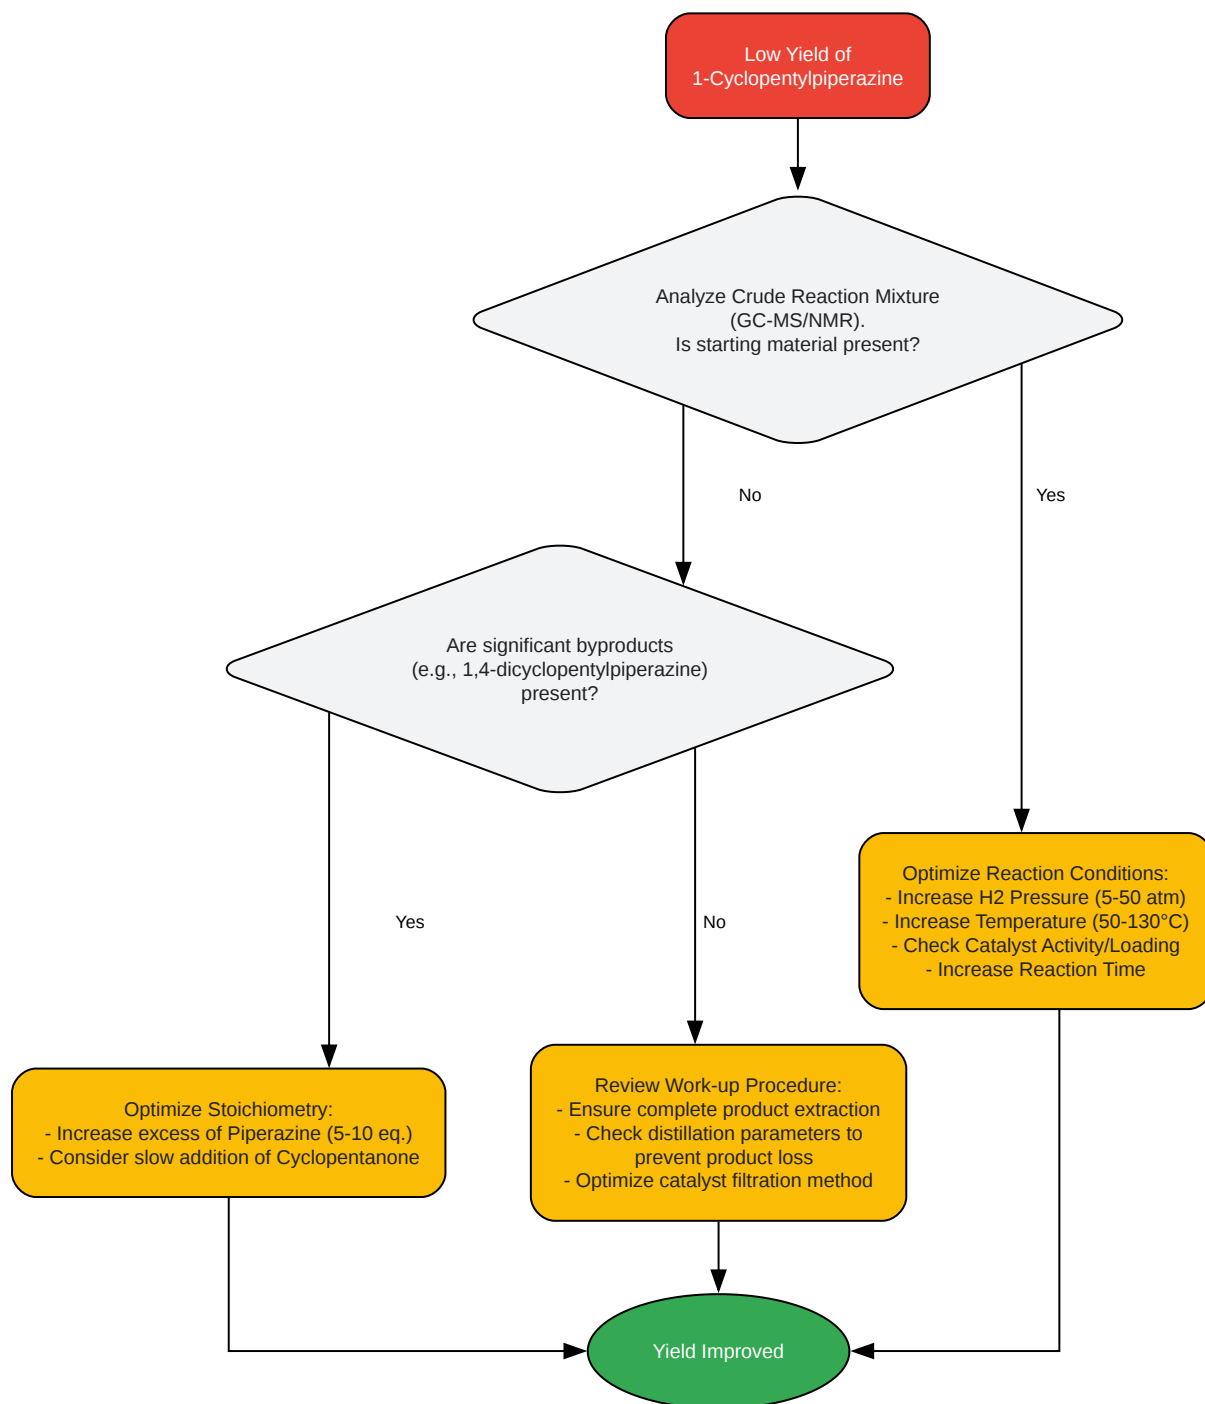 Low Yield of
1-Cyclopentylpiperazine
Analyze Crude Reaction Mixture
(GC-MS/NMR).
Is starting material present?
No
Yes
Are significant byproducts
(e.g., 1,4-dicyclopentylpiperazine)
present?
Optimize Reaction Conditions:
- Increase H2 Pressure (5-50 atm)
- Increase Temperature (50-130°C)
- Check Catalyst Activity/Loading
- Increase Reaction Time
Yes
No
Optimize Stoichiometry:
- Increase excess of Piperazine (5-10 eq.)
- Consider slow addition of Cyclopentanone
Review Work-up Procedure:
- Ensure complete product extraction
- Check distillation parameters to
prevent product loss
- Optimize catalyst filtration method
Yield Improved